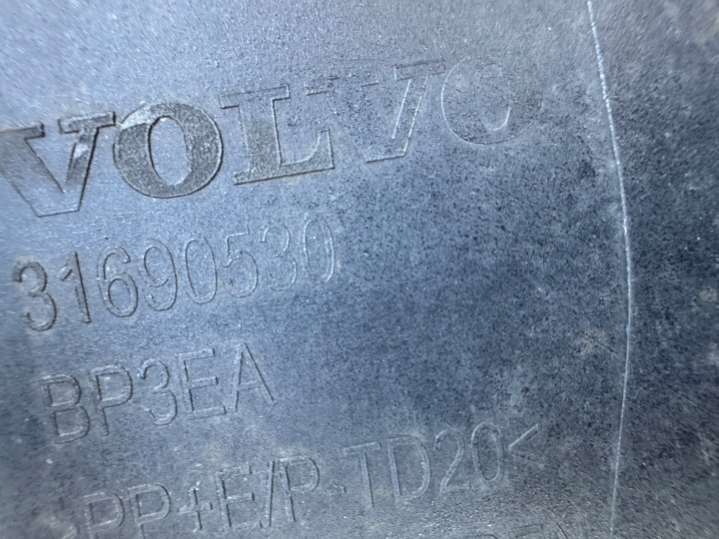 VOLVO
31690530
BP3EA
>PP+E/P-TD20<